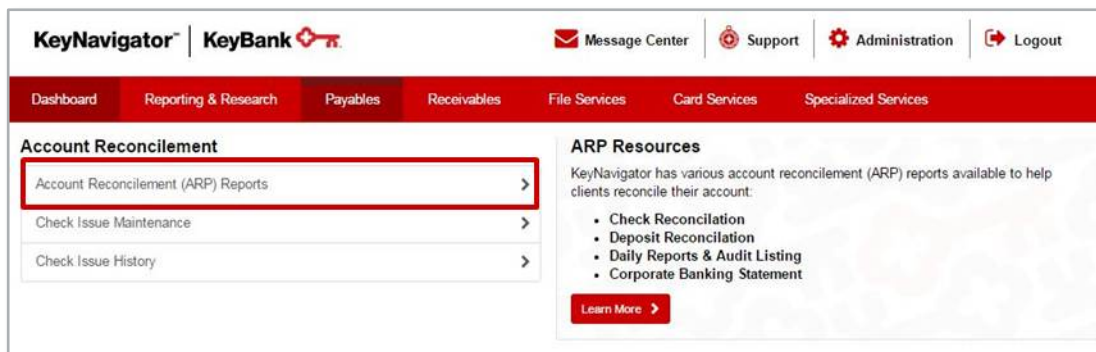 KeyNavigator™ | KeyBank
Message Center
Support
Administration
Logout
Dashboard
Reporting & Research
Payables
Receivables
File Services
Card Services
Specialized Services
Account Reconcilement
Account Reconcilement (ARP) Reports
Check Issue Maintenance
Check Issue History
ARP Resources
KeyNavigator has various account reconcilement (ARP) reports available to help
clients reconcile their account:
• Check Reconcilation
• Deposit Reconcilation
• Daily Reports & Audit Listing
• Corporate Banking Statement
Learn More